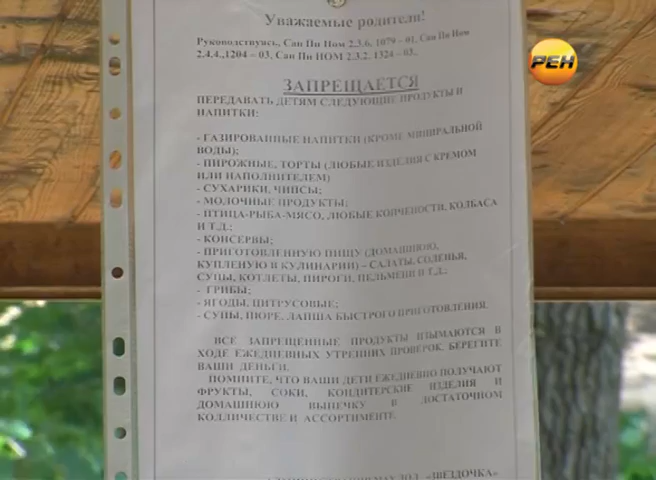 Уважаемые родители!
Руководствуясь, Сан Пи Ном 2.3.6, 1079 – 01, Сан Пи Ном
2.4.4.,1204 – 03, Сан Пи НОМ 2.3.2. 1324 – 03.
ЗАПРЕЩАЕТСЯ
ПЕРЕДАВАТЬ ДЕТЯМ СЛЕДУЮЩИЕ ПРОДУКТЫ И
НАПИТКИ:
- ГАЗИРОВАННЫЕ НАПИТКИ (КРОМЕ МИНЕРАЛЬНОЙ
ВОДЫ);
- ПИРОЖНЫЕ, ТОРТЫ (ЛЮБЫЕ ИЗДЕЛИЯ С КРЕМОМ
ИЛИ НАПОЛНИТЕЛЕМ)
- СУХАРИКИ, ЧИПСЫ;
- МОЛОЧНЫЕ ПРОДУКТЫ;
- ПТИЦА-РЫБА-МЯСО, ЛЮБЫЕ КОПЧЕНОСТИ, КОЛБАСА
И Т.Д.;
- КОНСЕРВЫ;
- ПРИГОТОВЛЕННУЮ ПИЩУ (ДОМАШНЮЮ,
КУПЛЕНУЮ В КУЛИНАРИИ) – САЛАТЫ, СОЛЕНЬЯ,
СУПЫ, КОТЛЕТЫ, ПИРОГИ, ПЕЛЬМЕНИ И Т.Д.;
- ГРИБЫ;
- ЯГОДЫ, ЦИТРУСОВЫЕ;
- СУПЫ, ПЮРЕ, ЛАПША БЫСТРОГО ПРИГОТОВЛЕНИЯ.
ВСЕ ЗАПРЕЩЕННЫЕ ПРОДУКТЫ ИЗЫМАЮТСЯ В
ХОДЕ ЕЖЕДНЕВНЫХ УТРЕННИХ ПРОВЕРОК. БЕРЕГИТЕ
ВАШИ ДЕНЬГИ.
ПОМНИТЕ, ЧТО ВАШИ ДЕТИ ЕЖЕДНЕВНО ПОЛУЧАЮТ
ФРУКТЫ, СОКИ, КОНДИТЕРСКИЕ ИЗДЕЛИЯ И
ДОМАШНЮЮ ВЫПЕЧКУ В ДОСТАТОЧНОМ
КОЛЛИЧЕСТВЕ И АССОРТИМЕНТЕ.
«ЗВЕЗДОЧКА»
РЕН